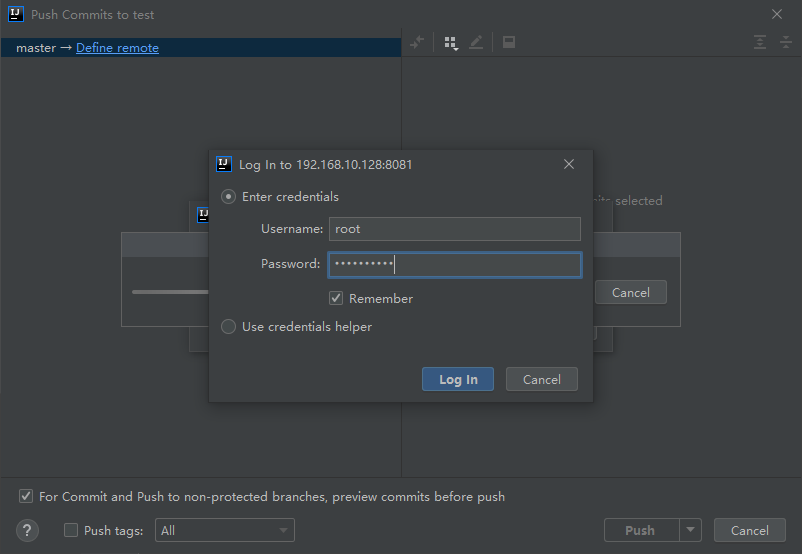 Push Commits to test
master → Define remote
Log In to 192.168.10.128:8081
Enter credentials
selected
Username: root
Password: ••••••••••
Remember
Cancel
Use credentials helper
Log In
Cancel
For Commit and Push to non-protected branches, preview commits before push
? Push tags: All
Push
Cancel